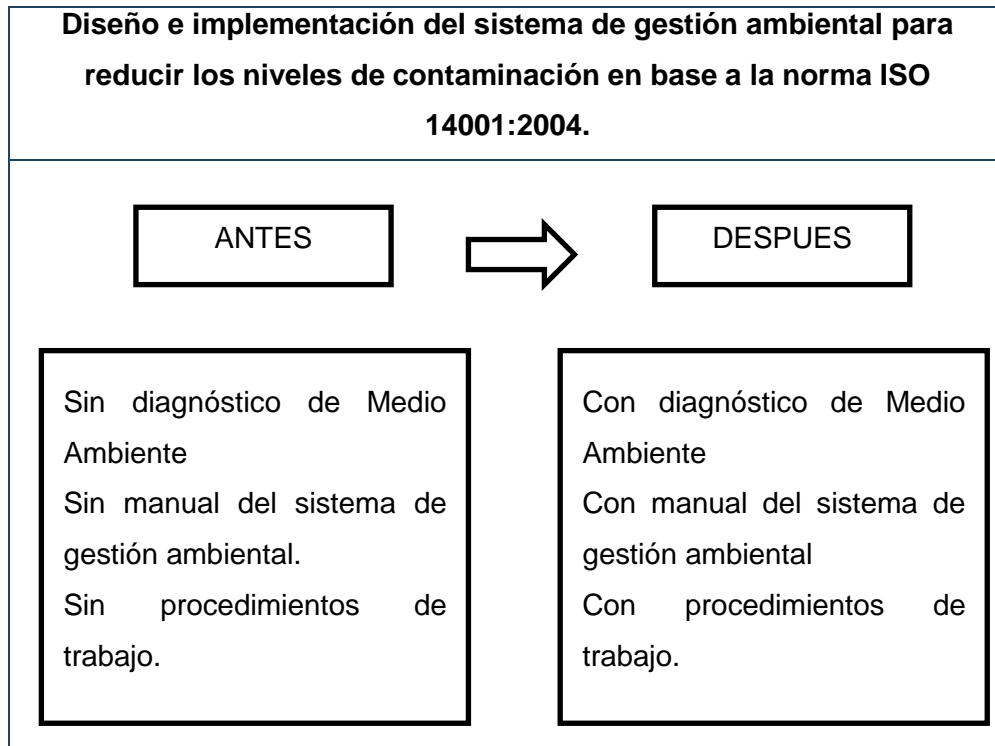 Diseño e implementación del sistema de gestión ambiental para
reducir los niveles de contaminación en base a la norma ISO
14001:2004.
ANTES
DESPUES
Sin diagnóstico de Medio
Ambiente
Sin manual del sistema de
gestión ambiental.
Sin procedimientos de
trabajo.
Con diagnóstico de Medio
Ambiente
Con manual del sistema de
gestión ambiental
Con procedimientos de
trabajo.